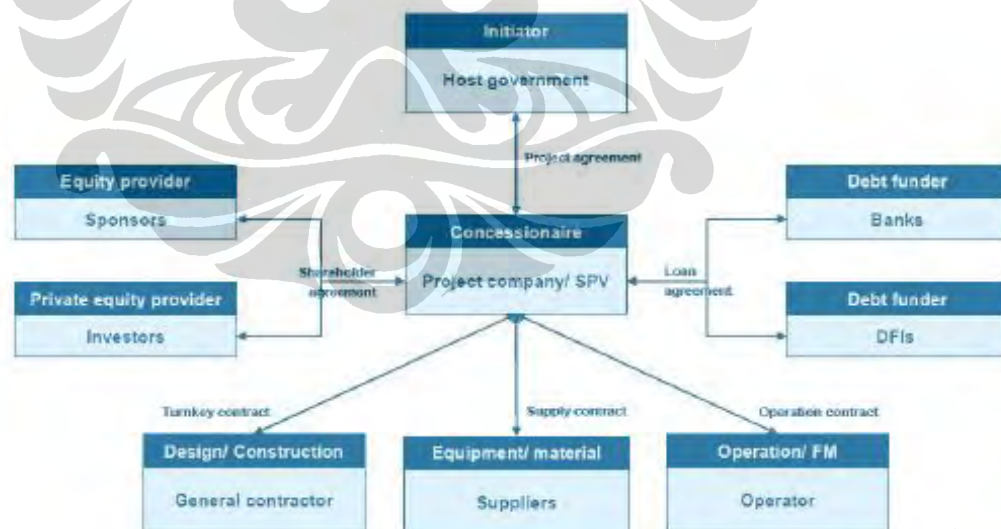 Initiator
Host government
Project agreement
Equity provider
Sponsors
Debt funder
Banks
Concessionaire
Project company/ SPV
Shareholder
agreement
Loan
agreement
Private equity provider
Investors
Debt funder
DFIs
Turnkey contract
Supply contract
Operation contract
Design/ Construction
General contractor
Equipment/ material
Suppliers
Operation/ FM
Operator